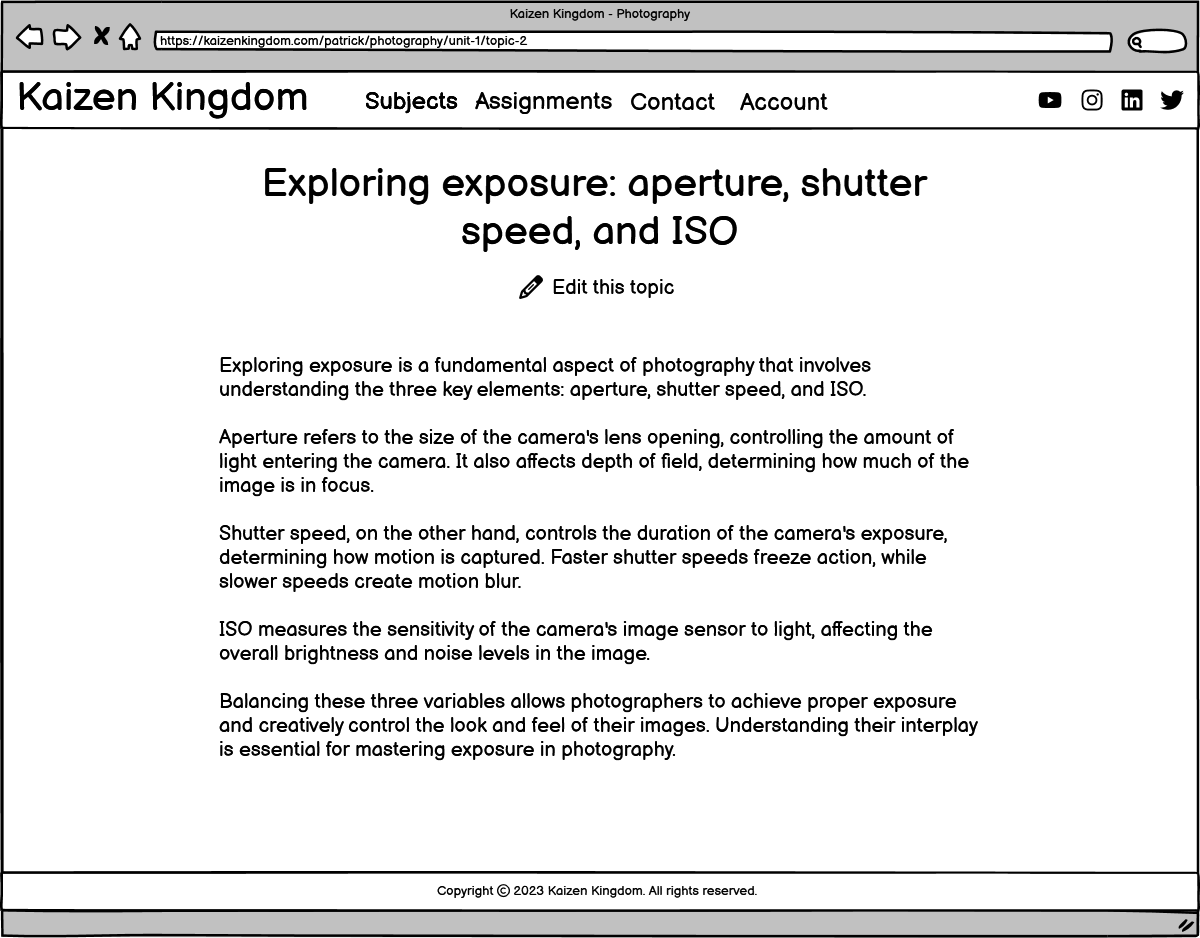 Kaizen Kingdom - Photography
https://kaizenkingdom.com/patrick/photography/unit-1/topic-2
Kaizen Kingdom Subjects Assignments Contact Account
Exploring exposure: aperture, shutter
speed, and ISO
Edit this topic
Exploring exposure is a fundamental aspect of photography that involves
understanding the three key elements: aperture, shutter speed, and ISO.
Aperture refers to the size of the camera's lens opening, controlling the amount of
light entering the camera. It also affects depth of field, determining how much of the
image is in focus.
Shutter speed, on the other hand, controls the duration of the camera's exposure,
determining how motion is captured. Faster shutter speeds freeze action, while
slower speeds create motion blur.
ISO measures the sensitivity of the camera's image sensor to light, affecting the
overall brightness and noise levels in the image.
Balancing these three variables allows photographers to achieve proper exposure
and creatively control the look and feel of their images. Understanding their interplay
is essential for mastering exposure in photography.
Copyright © 2023 Kaizen Kingdom. All rights reserved.